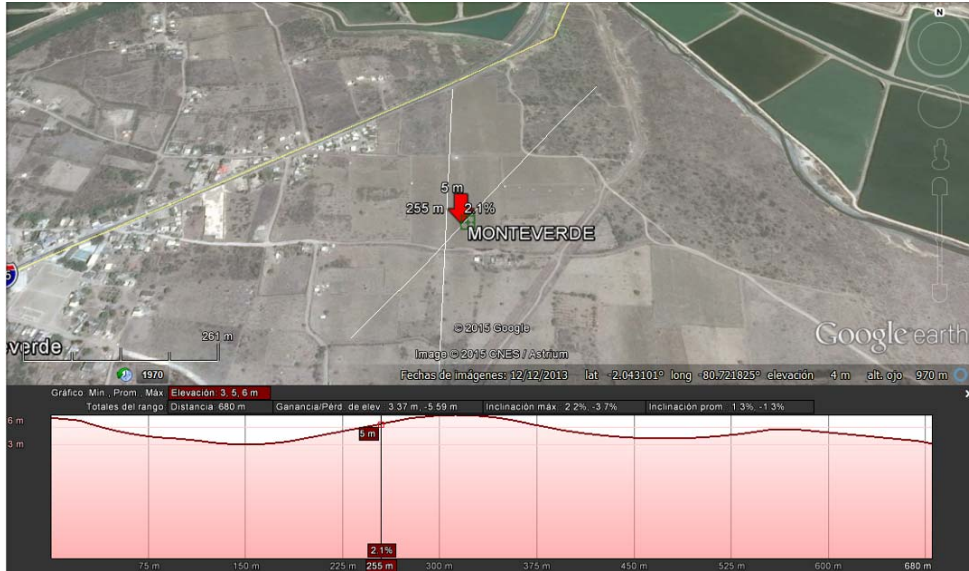 N
5 m
255 m 2.1%
MONTEVERDE
5
261 m
verde
© 2015 Google
Image © 2015 CNES / Astrium
Google earth
1970
Fechas de imágenes: 12/12/2013 lat -2.043101° long -80.721825° elevación 4 m alt. ojo 970 m
Gráfico: Mín., Prom., Máx. Elevación: 3, 5, 6 m
Totales del rango: Distancia: 680 m Ganancia/Pérd. de elev.: 3.37 m, -5.59 m Inclinación máx.: 2.2%, -3.7% Inclinación prom.: 1.3%, -1.3%
6 m
5 m
3 m
2.1%
75 m 150 m 225 m 255 m 300 m 375 m 450 m 525 m 600 m 680 m